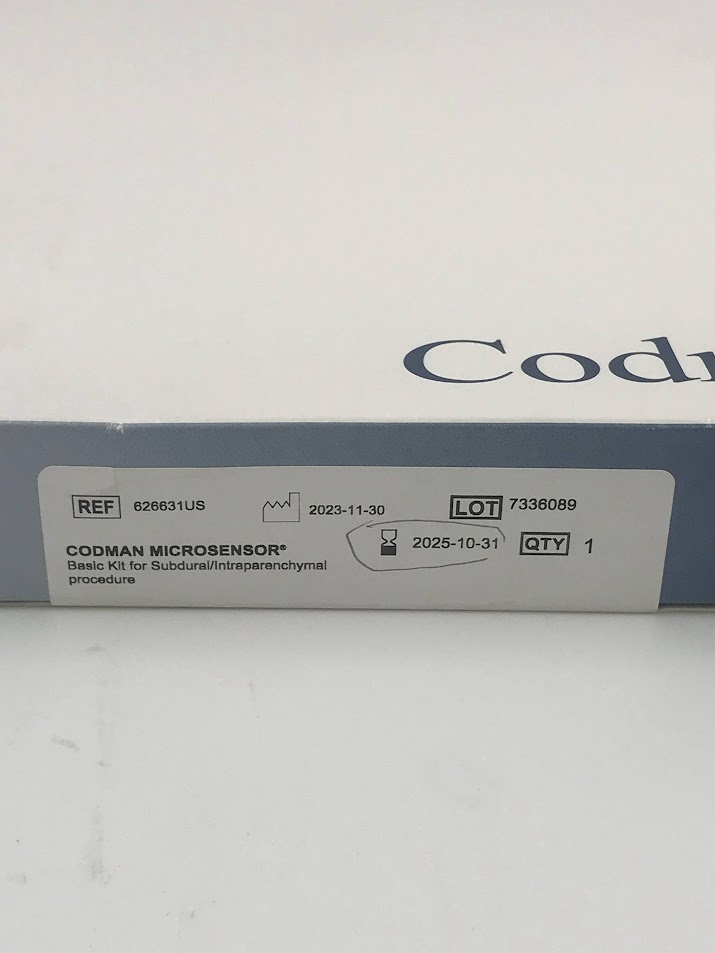 Codm
REF 626631US 2023-11-30 LOT 7336089
2025-10-31 QTY 1
CODMAN MICROSENSOR®
Basic Kit for Subdural/Intraparenchymal
procedure